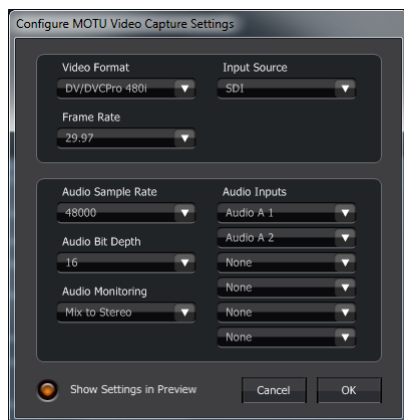 Configure MOTU Video Capture Settings
Video Format
Input Source
DV/DVCPro 480i
SDI
Frame Rate
29.97
Audio Sample Rate
Audio Inputs
48000
Audio A 1
Audio Bit Depth
Audio A 2
16
None
Audio Monitoring
None
Mix to Stereo
None
None
Show Settings in Preview
Cancel
OK